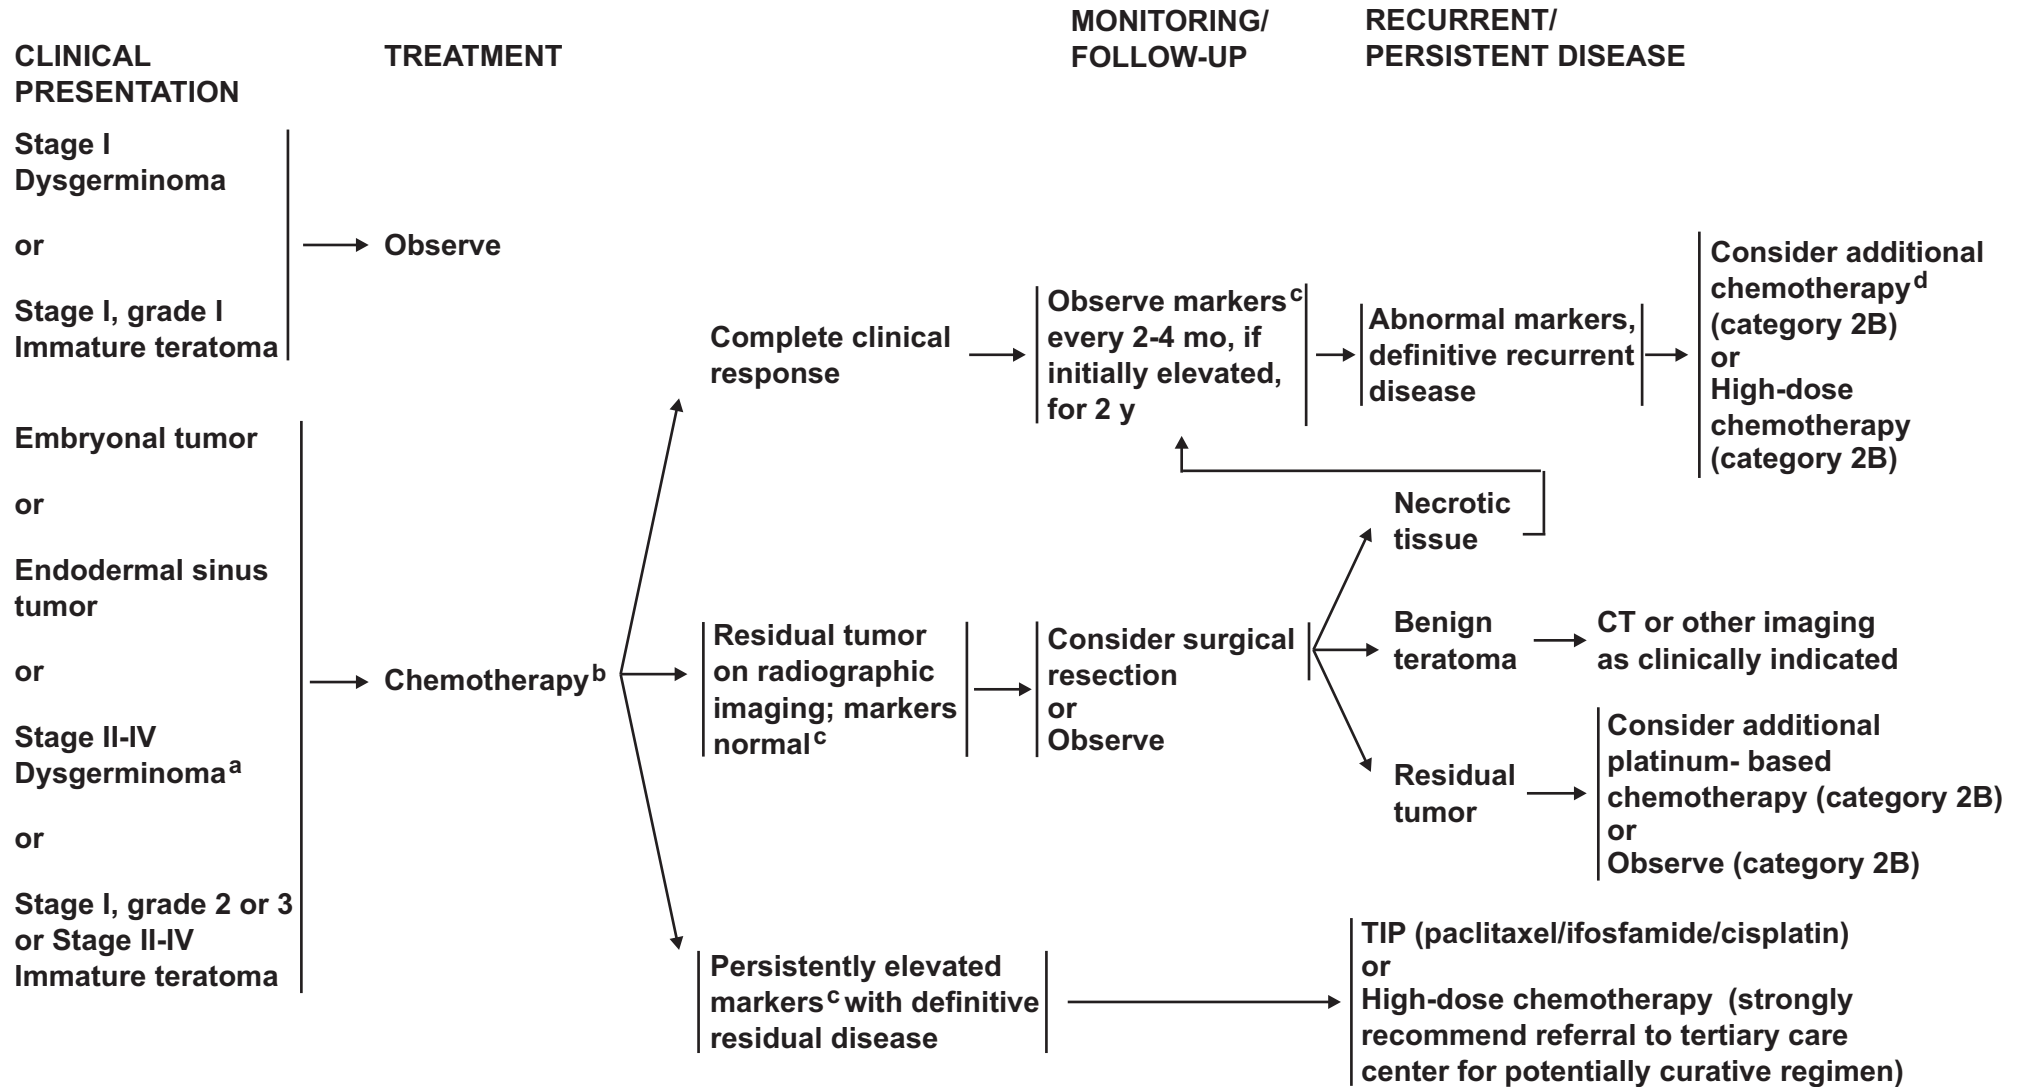 CLINICAL
PRESENTATION
TREATMENT
MONITORING/
FOLLOW-UP
RECURRENT/
PERSISTENT DISEASE
Stage I
Dysgerminoma
or
Stage I, grade I
Immature teratoma
Observe
Embryonal tumor
or
Endodermal sinus
tumor
or
Stage II-IV
Dysgerminoma a
or
Stage I, grade 2 or 3
or Stage II-IV
Immature teratoma
Chemotherapy b
Complete clinical
response
Observe markers c
every 2-4 mo, if
initially elevated,
for 2 y
Abnormal markers,
definitive recurrent
disease
Consider additional
chemotherapy d
(category 2B)
or
High-dose
chemotherapy
(category 2B)
Residual tumor
on radiographic
imaging; markers
normal c
Consider surgical
resection
or
Observe
Necrotic
tissue
Benign
teratoma
CT or other imaging
as clinically indicated
Residual
tumor
Consider additional
platinum- based
chemotherapy (category 2B)
or
Observe (category 2B)
Persistently elevated
markers c with definitive
residual disease
TIP (paclitaxel/ifosfamide/cisplatin)
or
High-dose chemotherapy (strongly
recommend referral to tertiary care
center for potentially curative regimen)